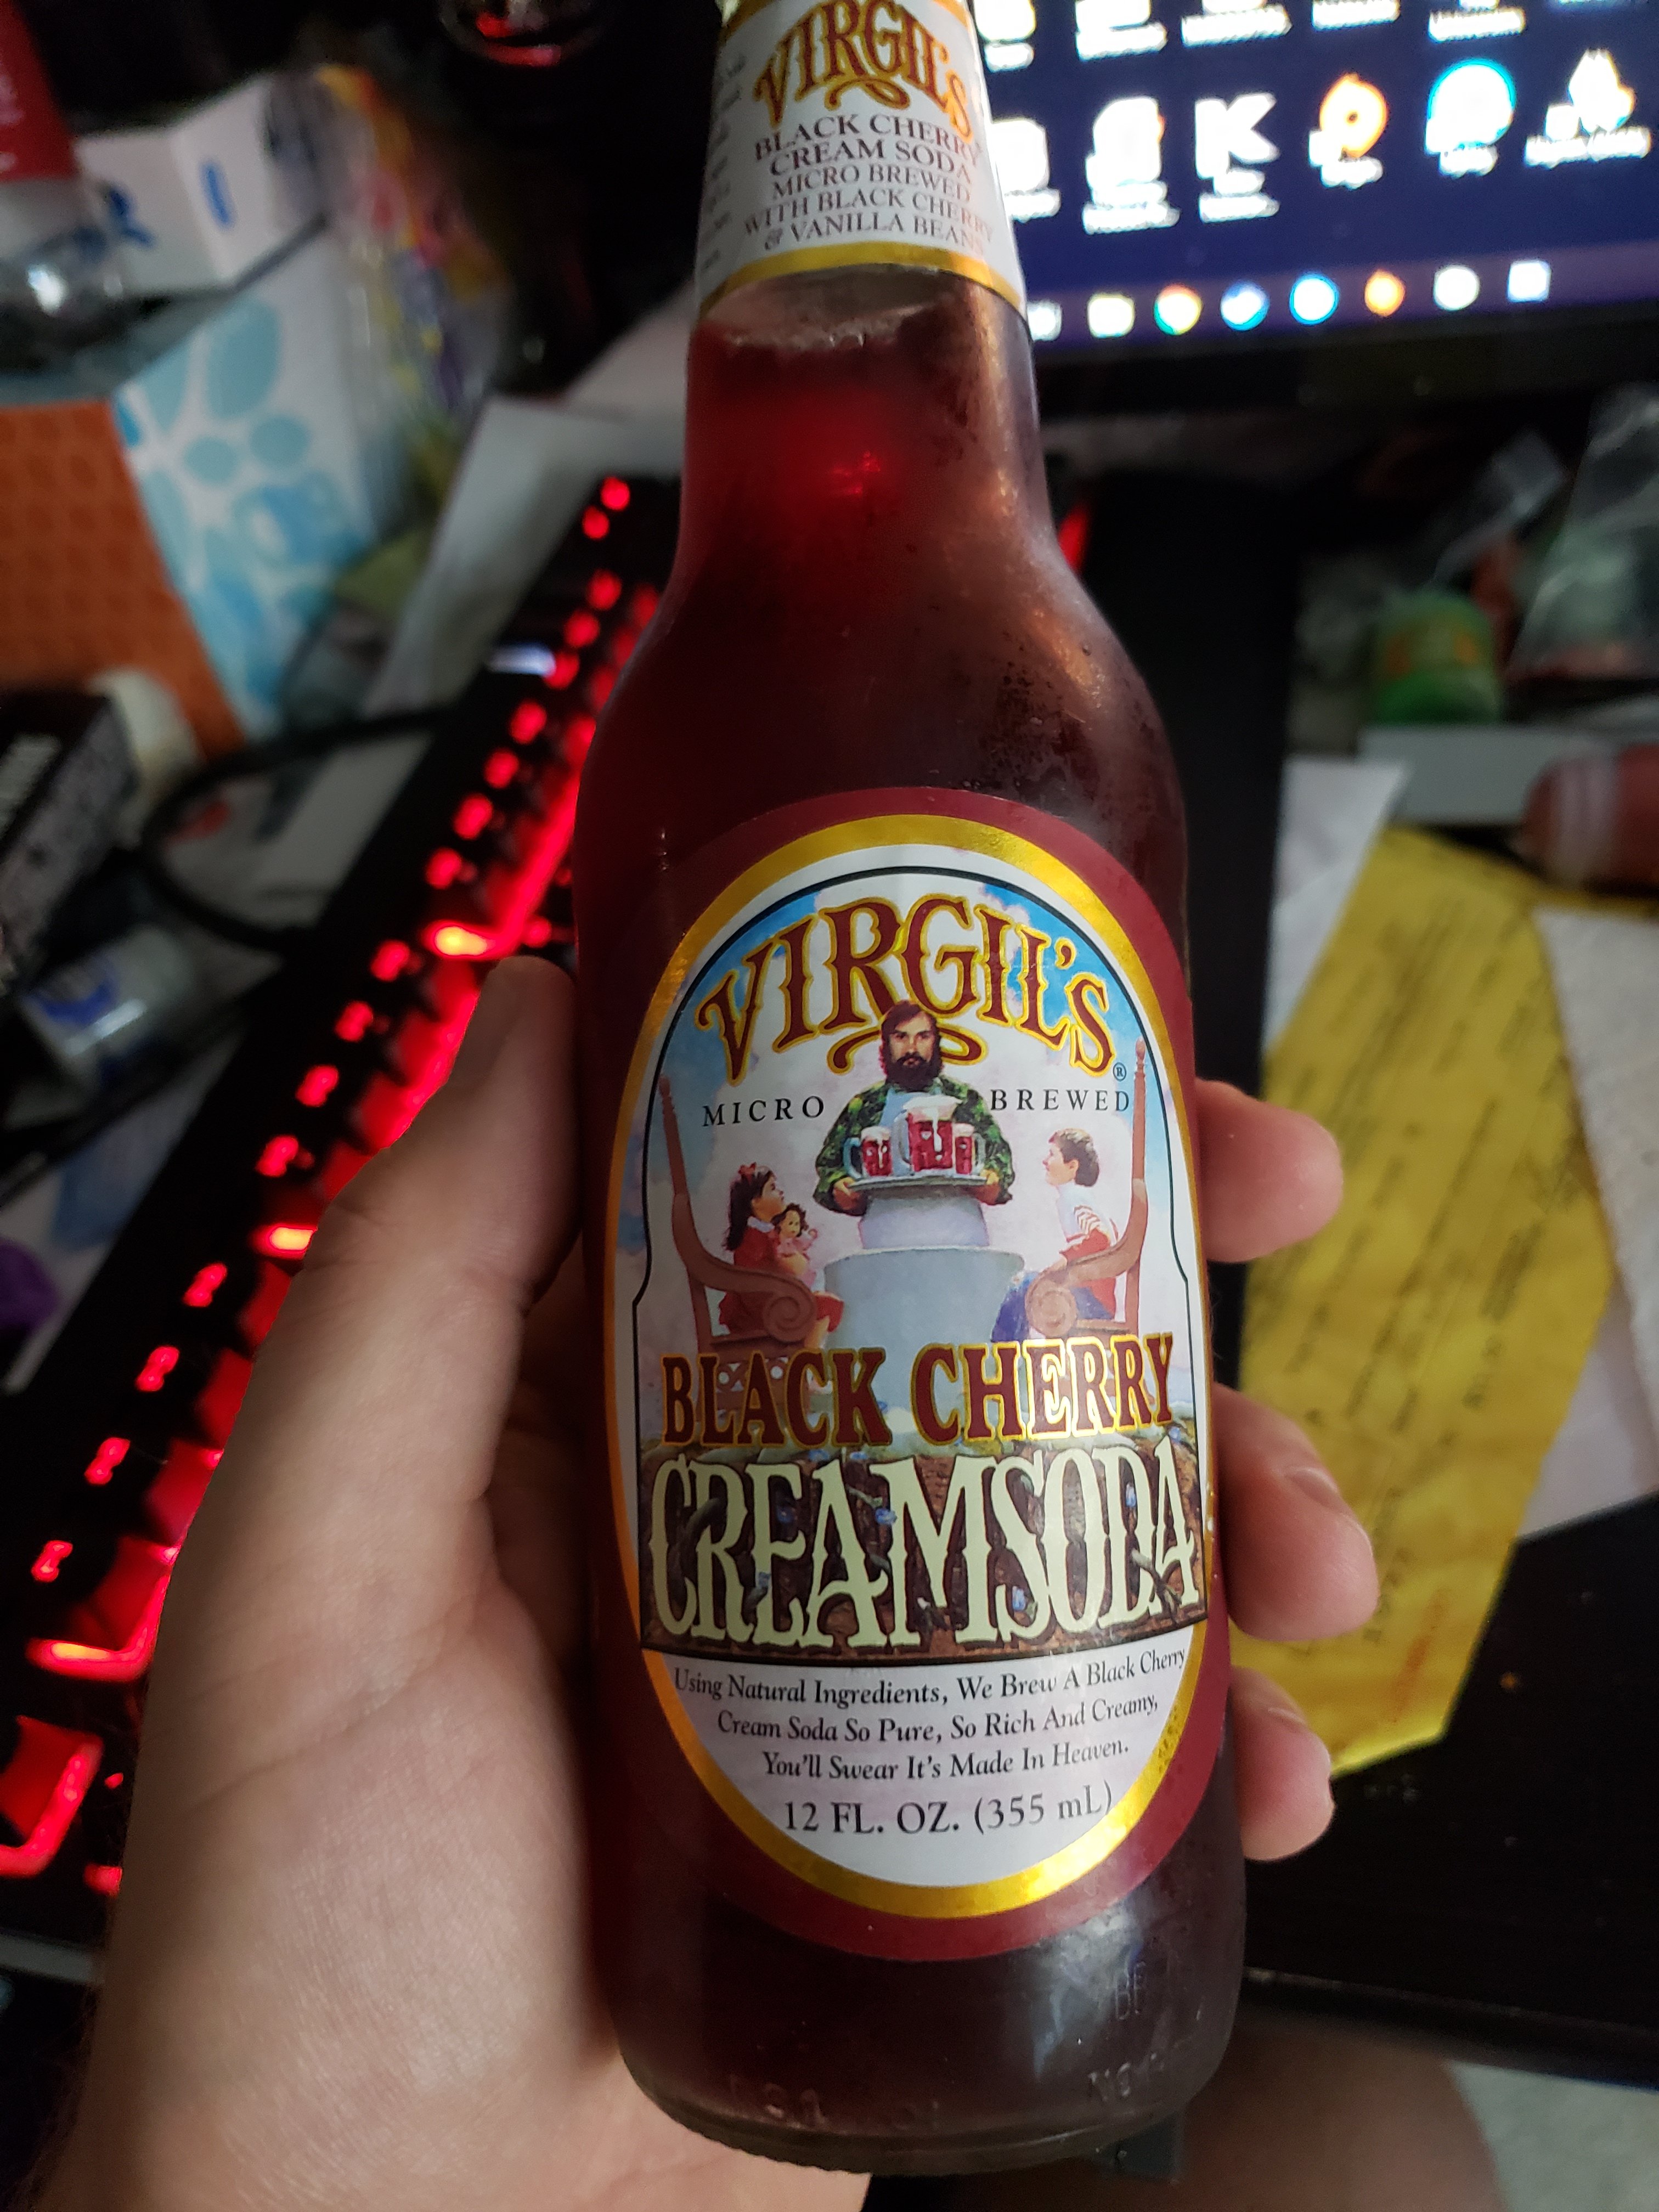 VIRGIL'S
BLACK CHERRY
CREAM SODA
MICRO BREWED
WITH BLACK CHERRY
& VANILLA BEANS
VIRGIL'S®
MICRO BREWED
BLACK CHERRY
CREAM SODA
Using Natural Ingredients, We Brew A Black Cherry
Cream Soda So Pure, So Rich And Creamy,
You'll Swear It's Made In Heaven.
12 FL. OZ. (355 mL)